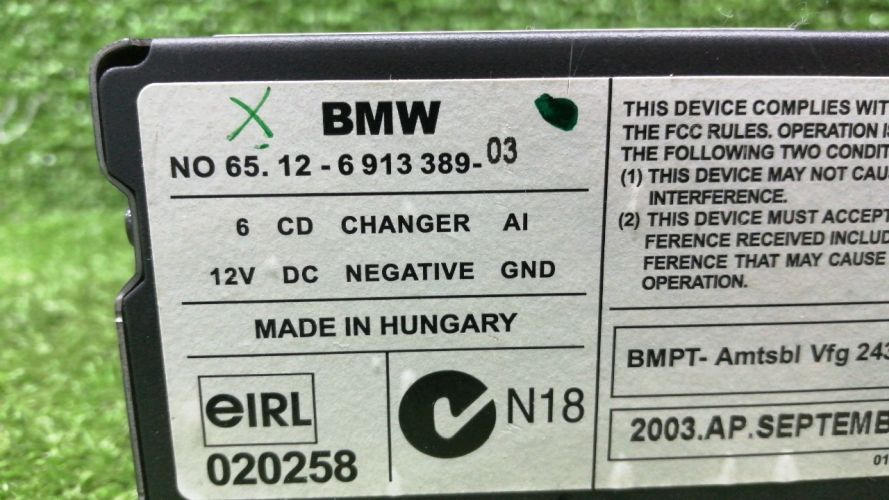 X BMW
NO 65. 12 - 6 913 389- 03
6 CD CHANGER AI
12V DC NEGATIVE GND
MADE IN HUNGARY
eIRL
020258
N18
THIS DEVICE COMPLIES WIT
THE FCC RULES. OPERATION
THE FOLLOWING TWO CONDIT
(1) THIS DEVICE MAY NOT CAU
INTERFERENCE.
(2) THIS DEVICE MUST ACCEPT
FERENCE RECEIVED INCLUD
FERENCE THAT MAY CAUSE
OPERATION.
BMPT- Amtsbl Vfg 243
2003.AP.SEPTEMB
01